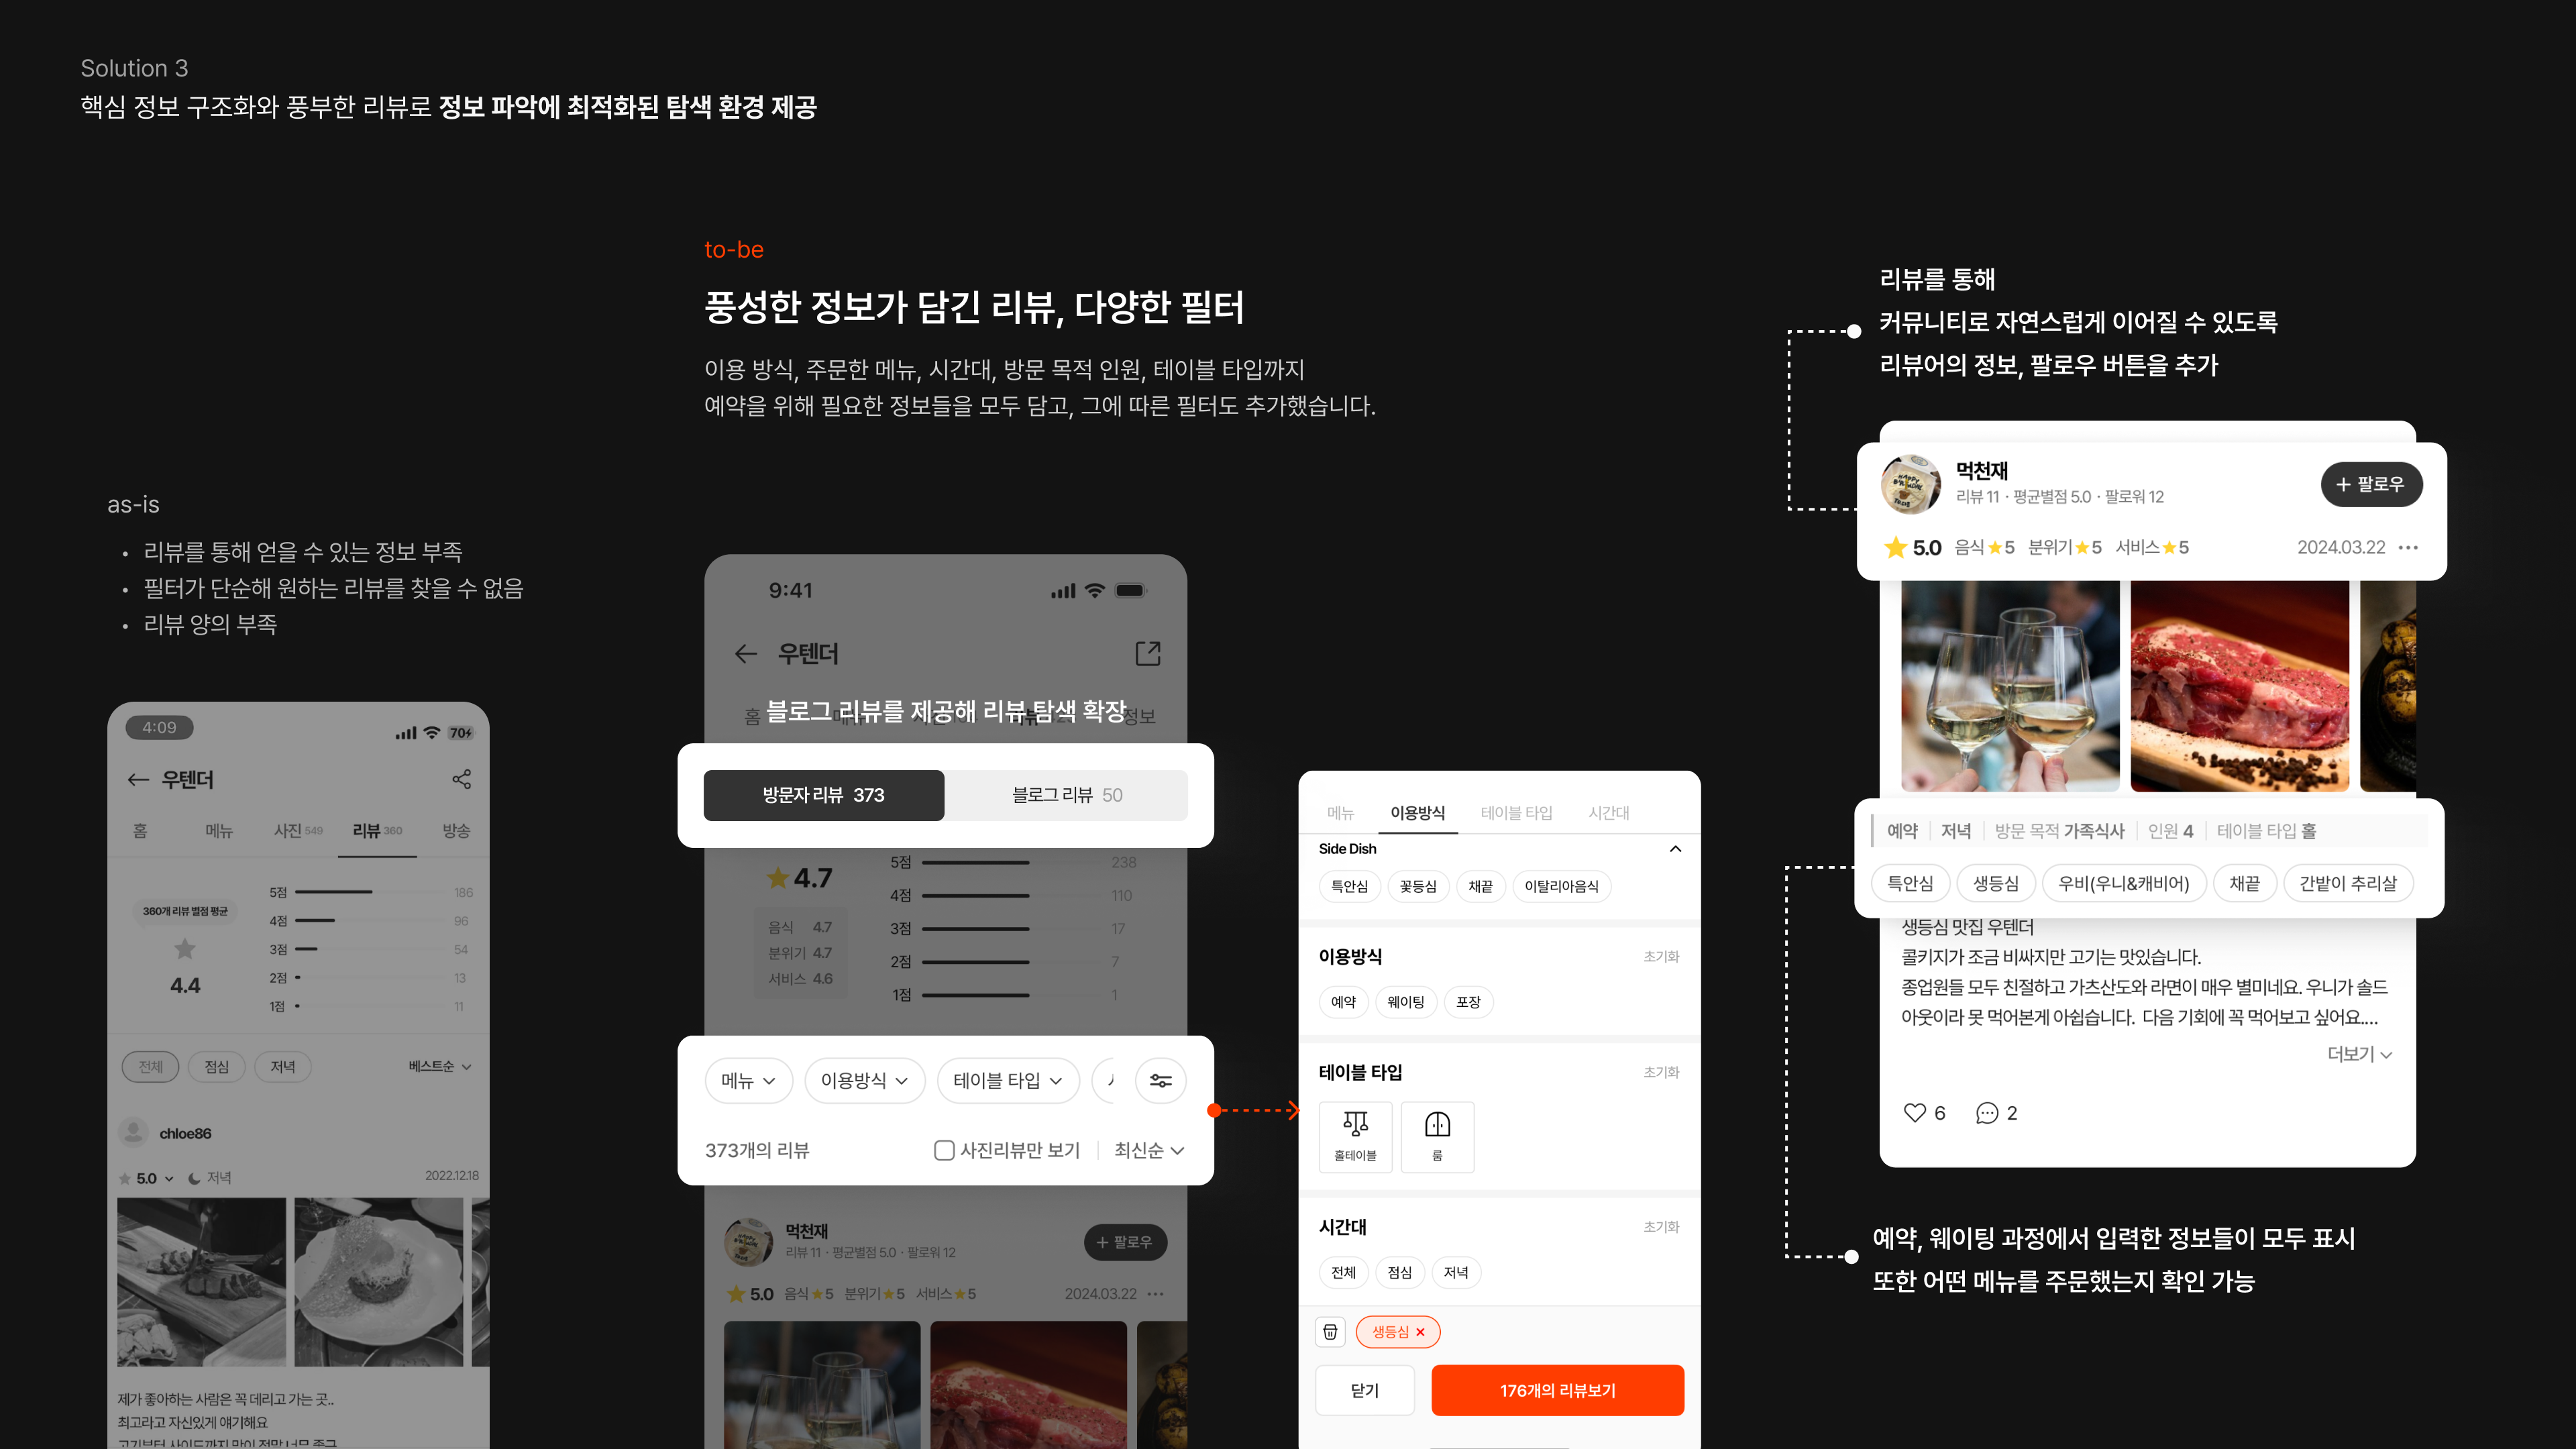 Solution 3
핵심 정보 구조화와 풍부한 리뷰로 정보 파악에 최적화된 탐색 환경 제공
as-is
• 리뷰를 통해 얻을 수 있는 정보 부족
• 필터가 단순해 원하는 리뷰를 찾을 수 없음
• 리뷰 양의 부족
4:09
70
우텐더
홈 메뉴 사진 549 리뷰 360 방송
360개 리뷰 별점 평균
4.4
5점 186
4점 96
3점 54
2점 13
1점 11
전체 점심 저녁 베스트순
chloe86
5.0 저녁 2022.12.18
제가 좋아하는 사람은 꼭 데리고 가는 곳..
최고라고 자신있게 얘기해요
고기부터 사이드까지 맛이 정말 너무 좋구
to-be
풍성한 정보가 담긴 리뷰, 다양한 필터
이용 방식, 주문한 메뉴, 시간대, 방문 목적 인원, 테이블 타입까지
예약을 위해 필요한 정보들을 모두 담고, 그에 따른 필터도 추가했습니다.
9:41
우텐더
블로그 리뷰를 제공해 리뷰 탐색 확장
홈 정보
방문자 리뷰 373 블로그 리뷰 50
4.7
음식 4.7
분위기 4.7
서비스 4.6
5점 238
4점 110
3점 17
2점 7
1점 1
메뉴 이용방식 테이블 타입
373개의 리뷰 사진리뷰만 보기 최신순
먹천재
리뷰 11 · 평균별점 5.0 · 팔로워 12
+ 팔로우
5.0 음식 5 분위기 5 서비스 5 2024.03.22
메뉴 이용방식 테이블 타입 시간대
Side Dish
특안심 꽃등심 채끝 이탈리아음식
이용방식 초기화
예약 웨이팅 포장
테이블 타입 초기화
홀테이블 룸
시간대 초기화
전체 점심 저녁
생등심 ×
닫기 176개의 리뷰보기
리뷰를 통해
커뮤니티로 자연스럽게 이어질 수 있도록
리뷰어의 정보, 팔로우 버튼을 추가
먹천재
리뷰 11 · 평균별점 5.0 · 팔로워 12
+ 팔로우
5.0 음식 5 분위기 5 서비스 5 2024.03.22
예약 저녁 방문 목적 가족식사 인원 4 테이블 타입 홀
특안심 생등심 우비(우니&캐비어) 채끝 간받이 추리살
생등심 맛집 우텐더
콜키지가 조금 비싸지만 고기는 맛있습니다.
종업원들 모두 친절하고 가츠산도와 라면이 매우 별미네요. 우니가 솔드
아웃이라 못 먹어본게 아쉽습니다. 다음 기회에 꼭 먹어보고 싶어요....
더보기
6 2
예약, 웨이팅 과정에서 입력한 정보들이 모두 표시
또한 어떤 메뉴를 주문했는지 확인 가능